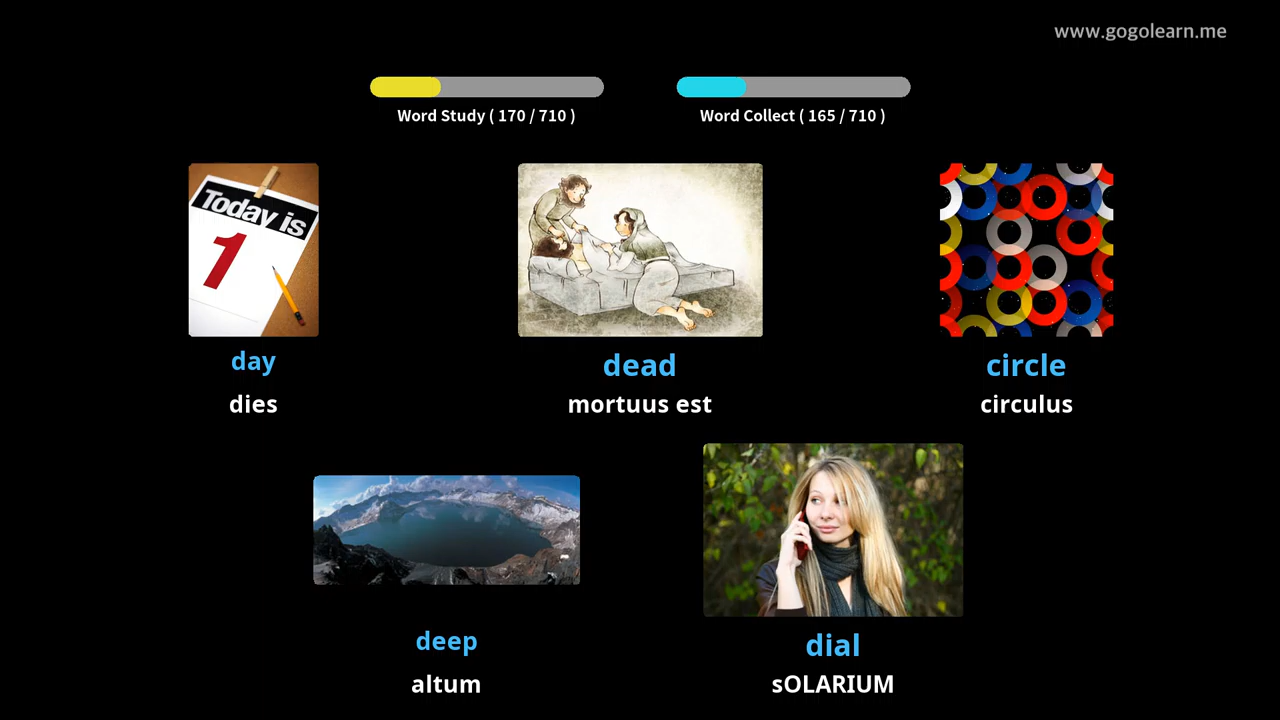 www.gogolearn.me
Word Study ( 170 / 710 )
Word Collect ( 165 / 710 )
Today is
1
day
dies
dead
mortuus est
circle
circulus
deep
altum
dial
sOLARIUM